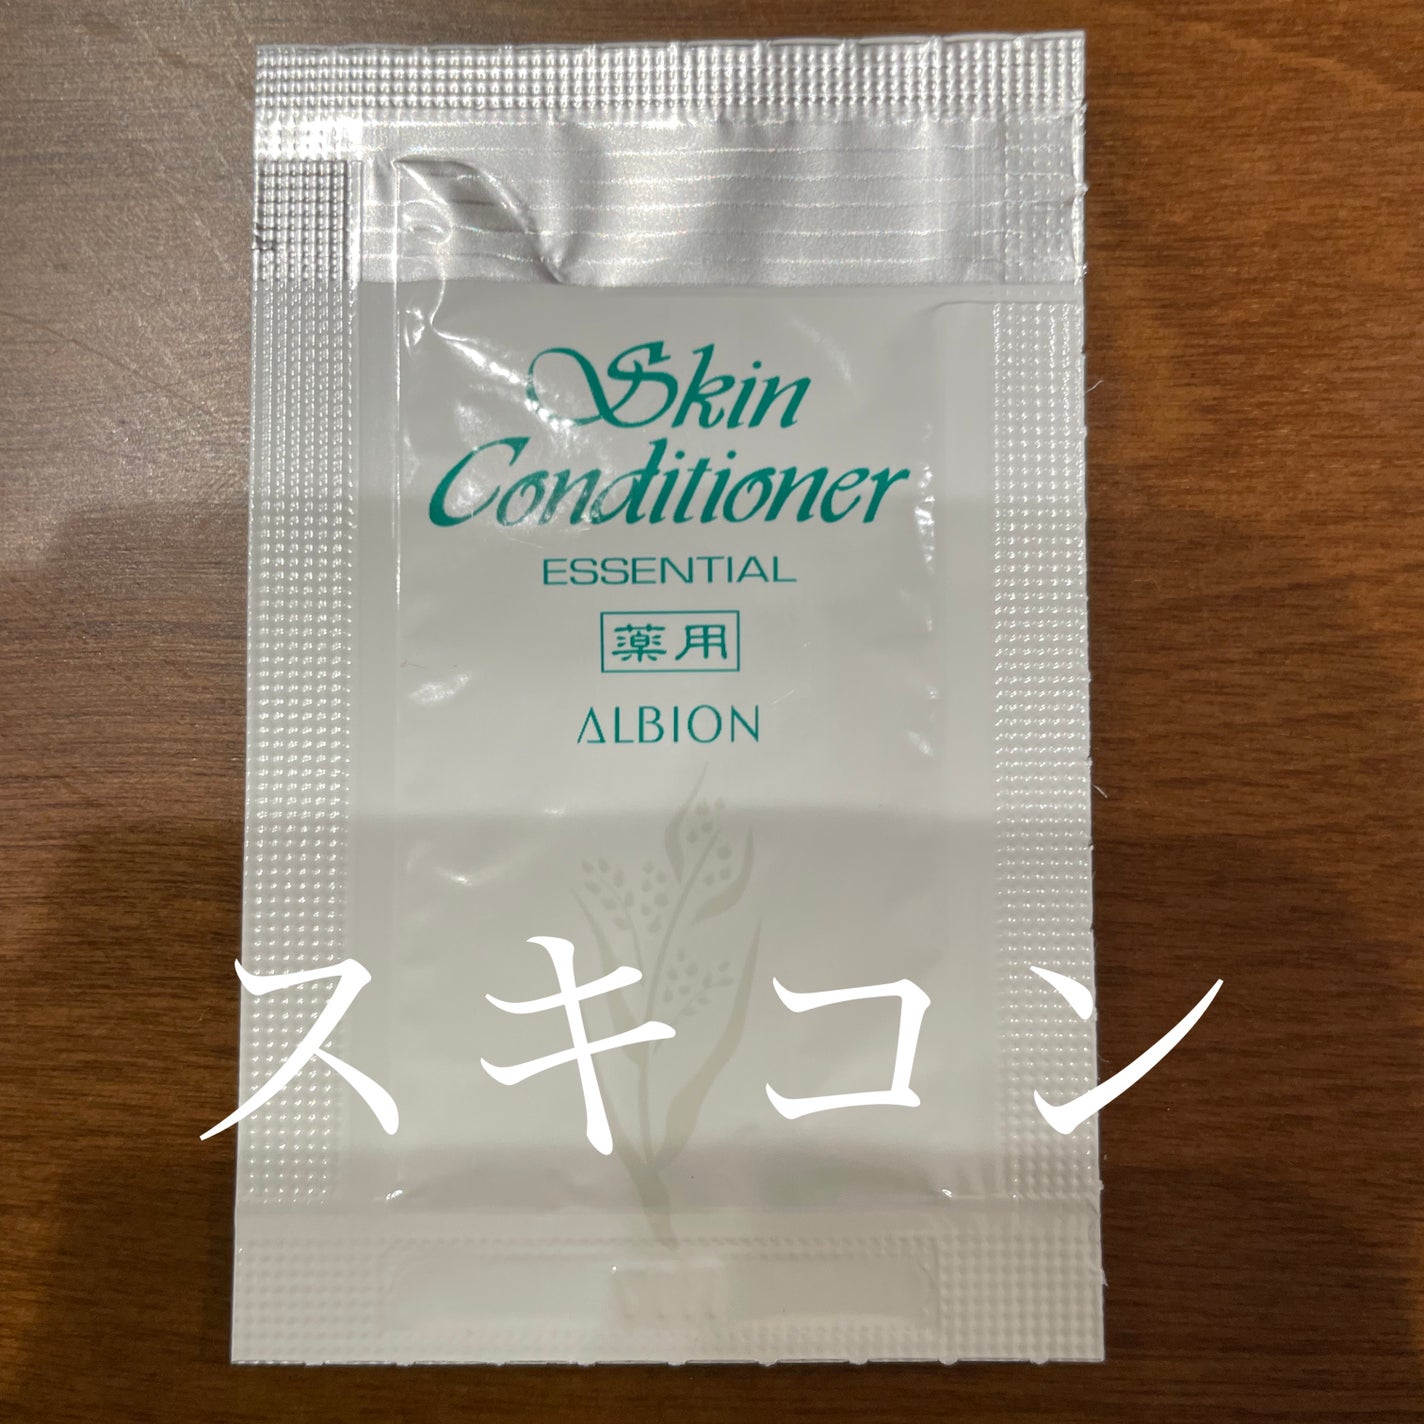 Skin
Conditioner
ESSENTIAL
薬用
ALBION
スキコン